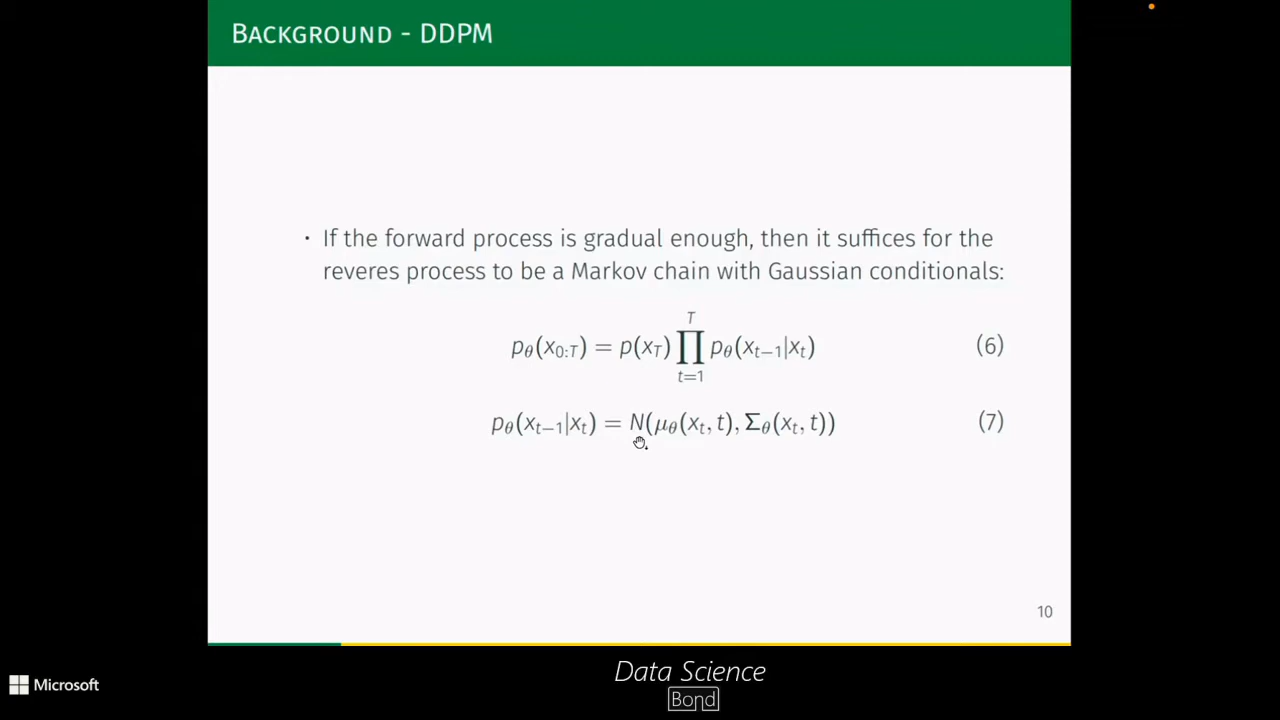 BACKGROUND - DDPM
· If the forward process is gradual enough, then it suffices for the
reveres process to be a Markov chain with Gaussian conditionals:
pθ(x0:T) = p(xT) ∏_{t=1}^{T} pθ(xt−1|xt) (6)
pθ(xt−1|xt) = N(μθ(xt, t), Σθ(xt, t)) (7)
10
Microsoft
Data Science
Bond